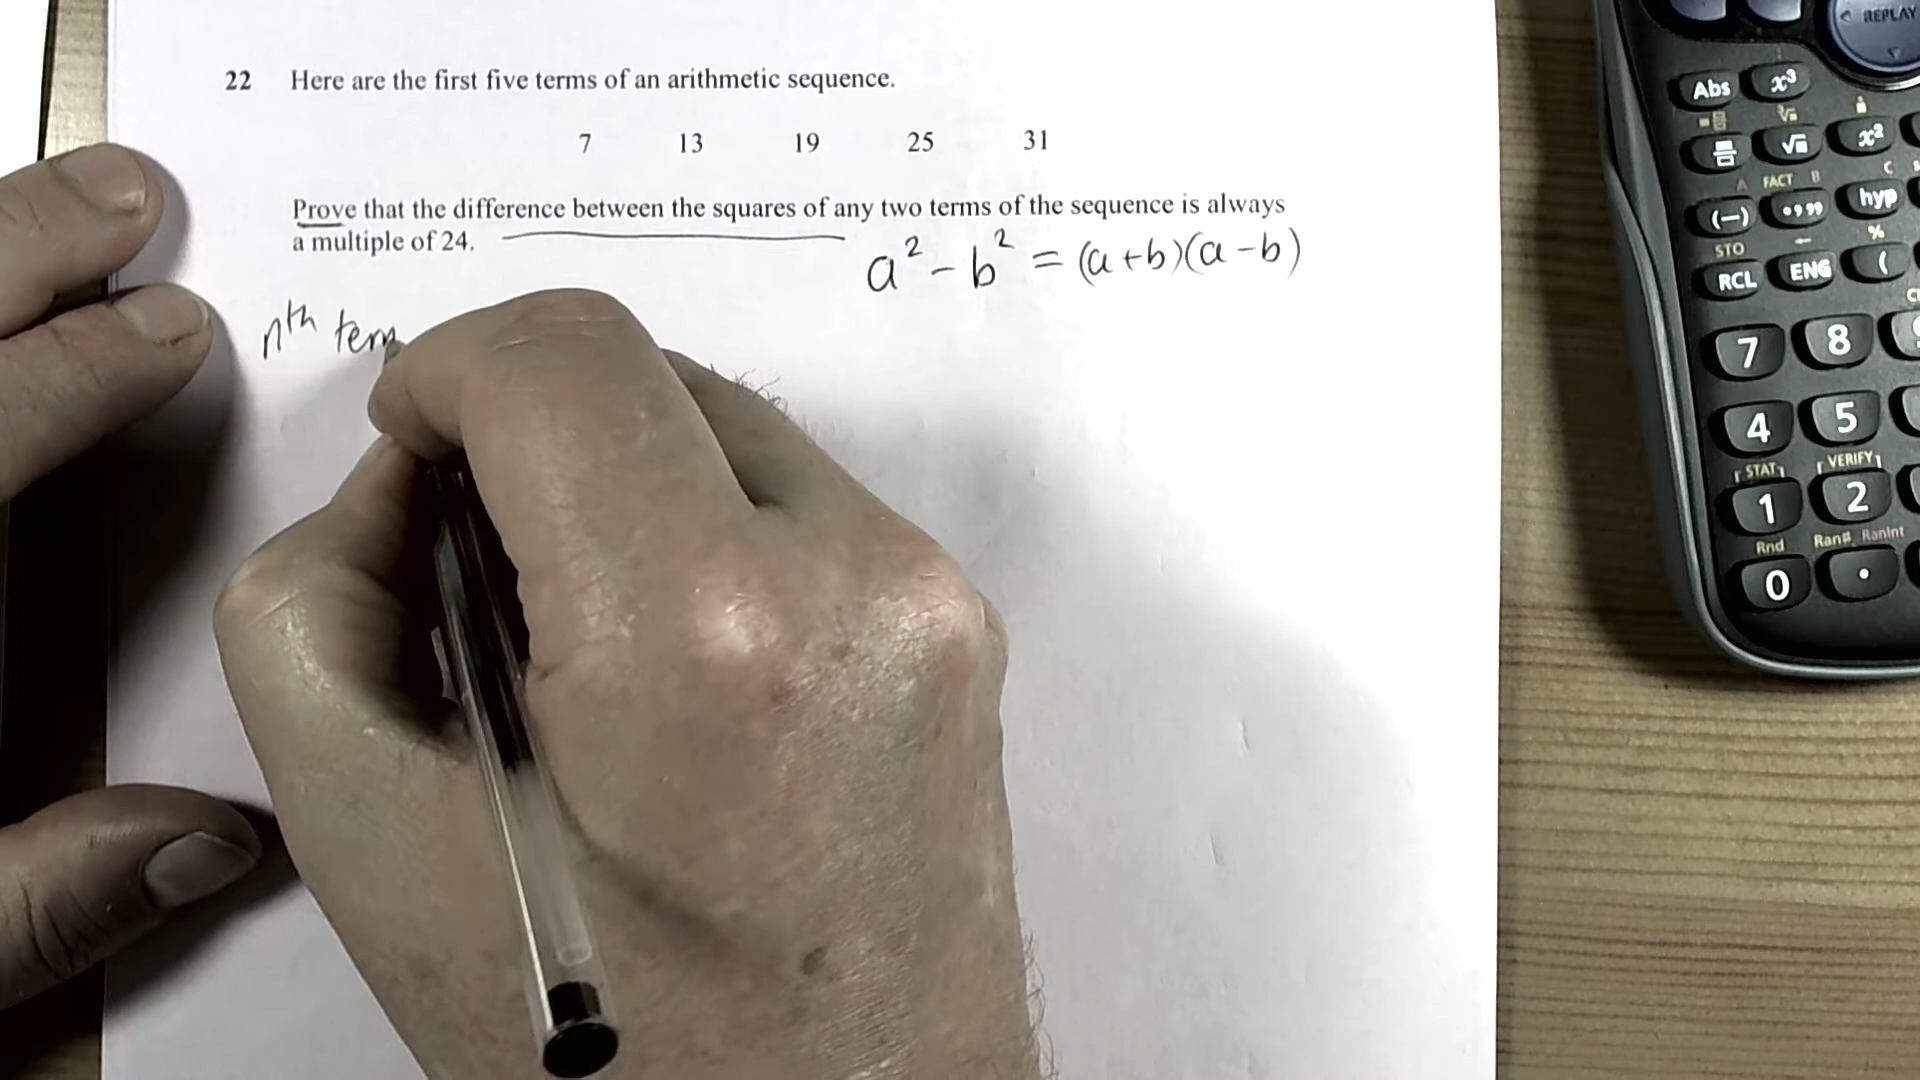 22 Here are the first five terms of an arithmetic sequence.
7 13 19 25 31
Prove that the difference between the squares of any two terms of the sequence is always
a multiple of 24.
a² - b² = (a+b)(a-b)
nth term
REPLAY
Abs x³
√■ x²
A FACT B C
(−) °,,, hyp
STO ← %
RCL ENG (
7 8
4 5
STAT VERIFY
1 2
Rnd Ran# RanInt
0 •